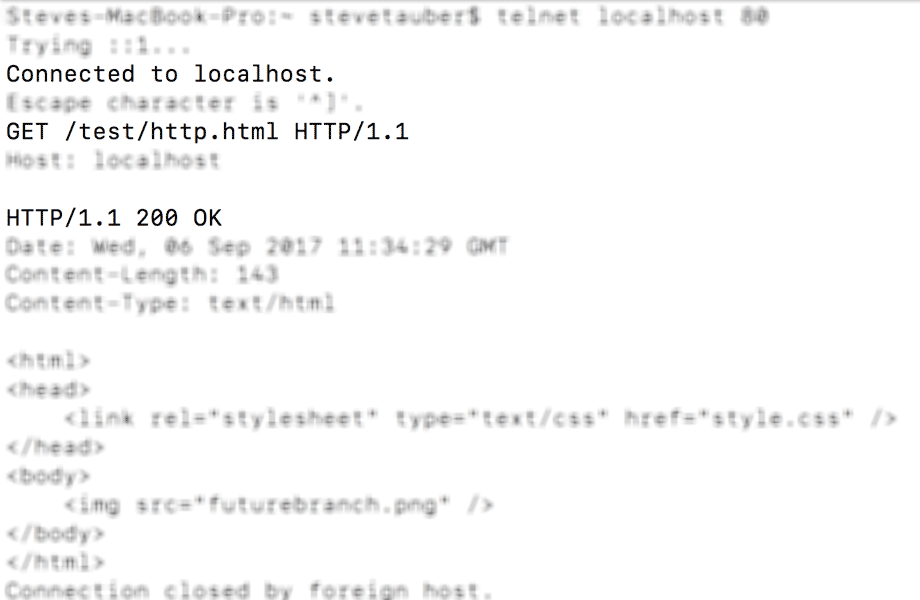 Steves-MacBook-Pro:~ stevetauber$ telnet localhost 80
Trying ::1...
Connected to localhost.
Escape character is '^]'.
GET /test/http.html HTTP/1.1
Host: localhost
HTTP/1.1 200 OK
Date: Wed, 06 Sep 2017 11:34:29 GMT
Content-Length: 143
Content-Type: text/html
<html>
<head>
<link rel="stylesheet" type="text/css" href="style.css" />
</head>
<body>
<img src="futurebranch.png" />
</body>
</html>
Connection closed by foreign host.